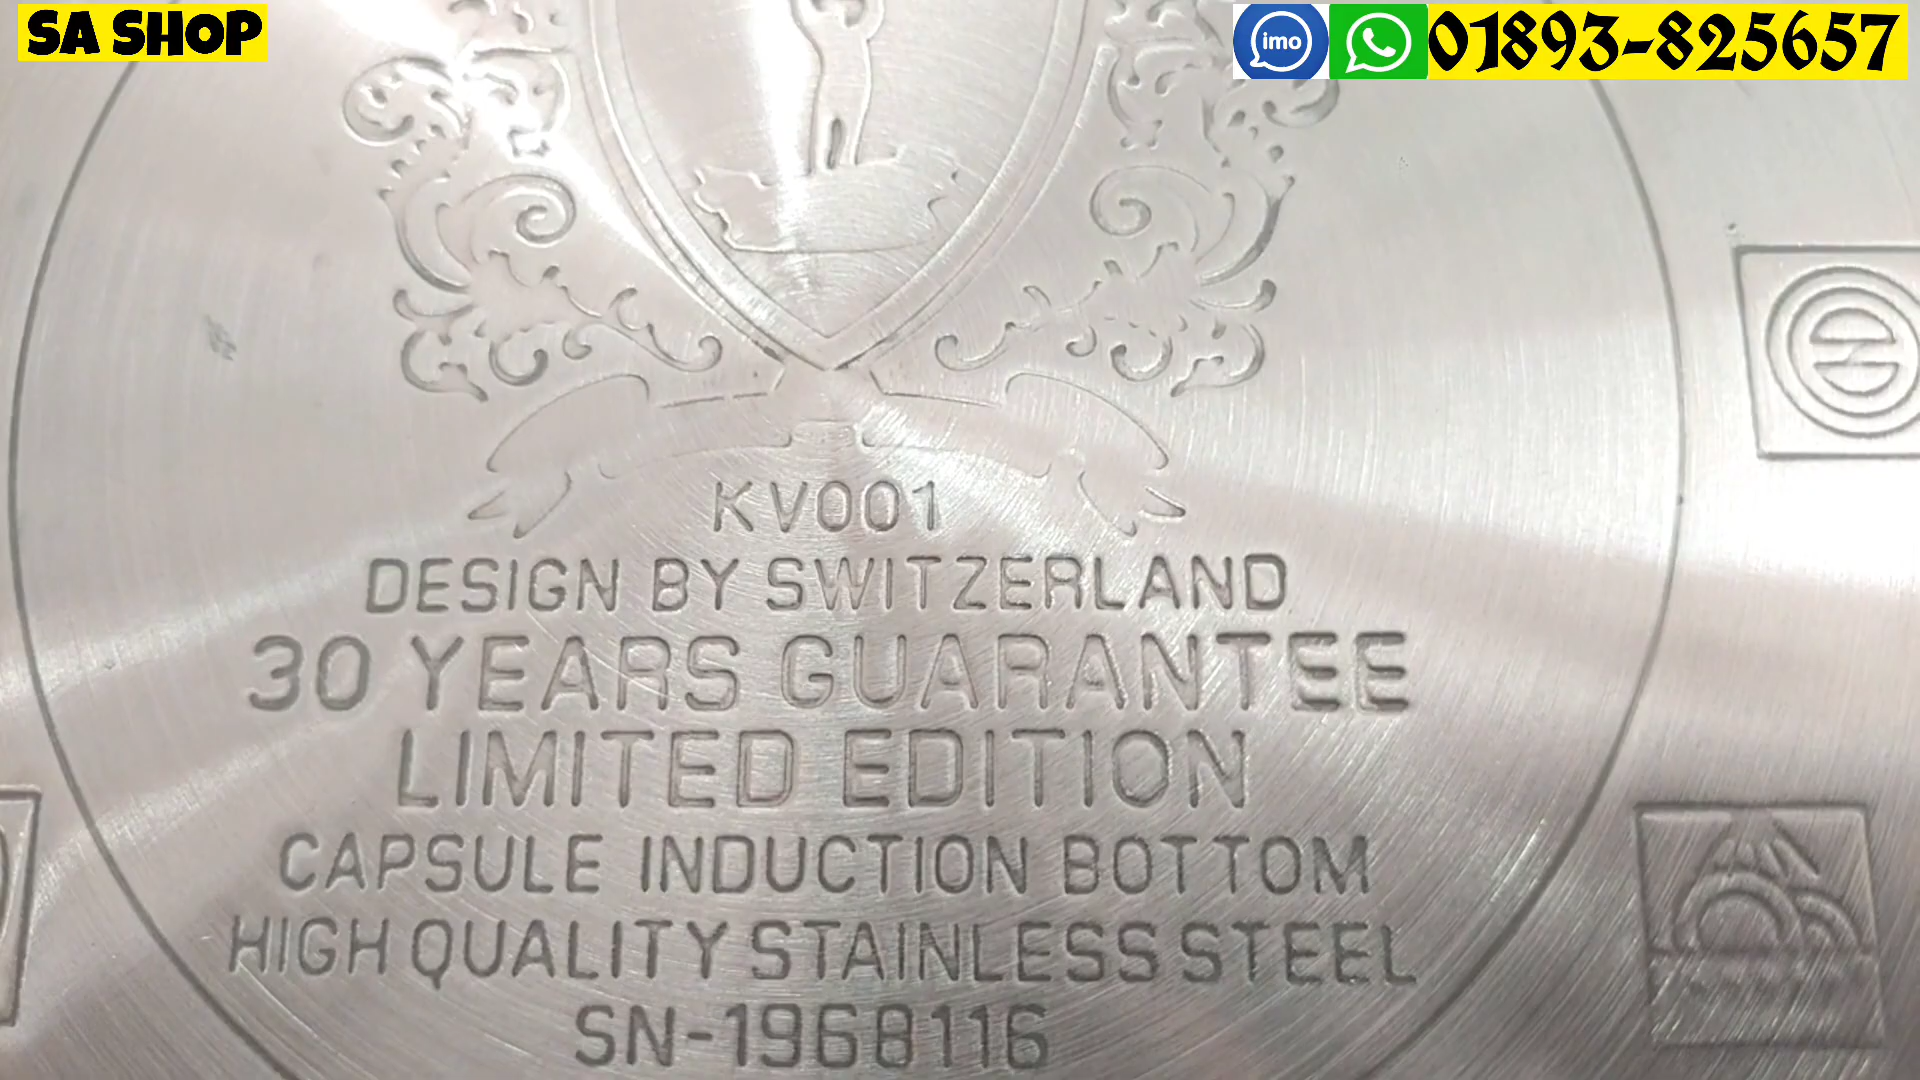 SA SHOP
imo 01893-825657
KV001
DESIGN BY SWITZERLAND
30 YEARS GUARANTEE
LIMITED EDITION
CAPSULE INDUCTION BOTTOM
HIGH QUALITY STAINLESS STEEL
SN-1968116